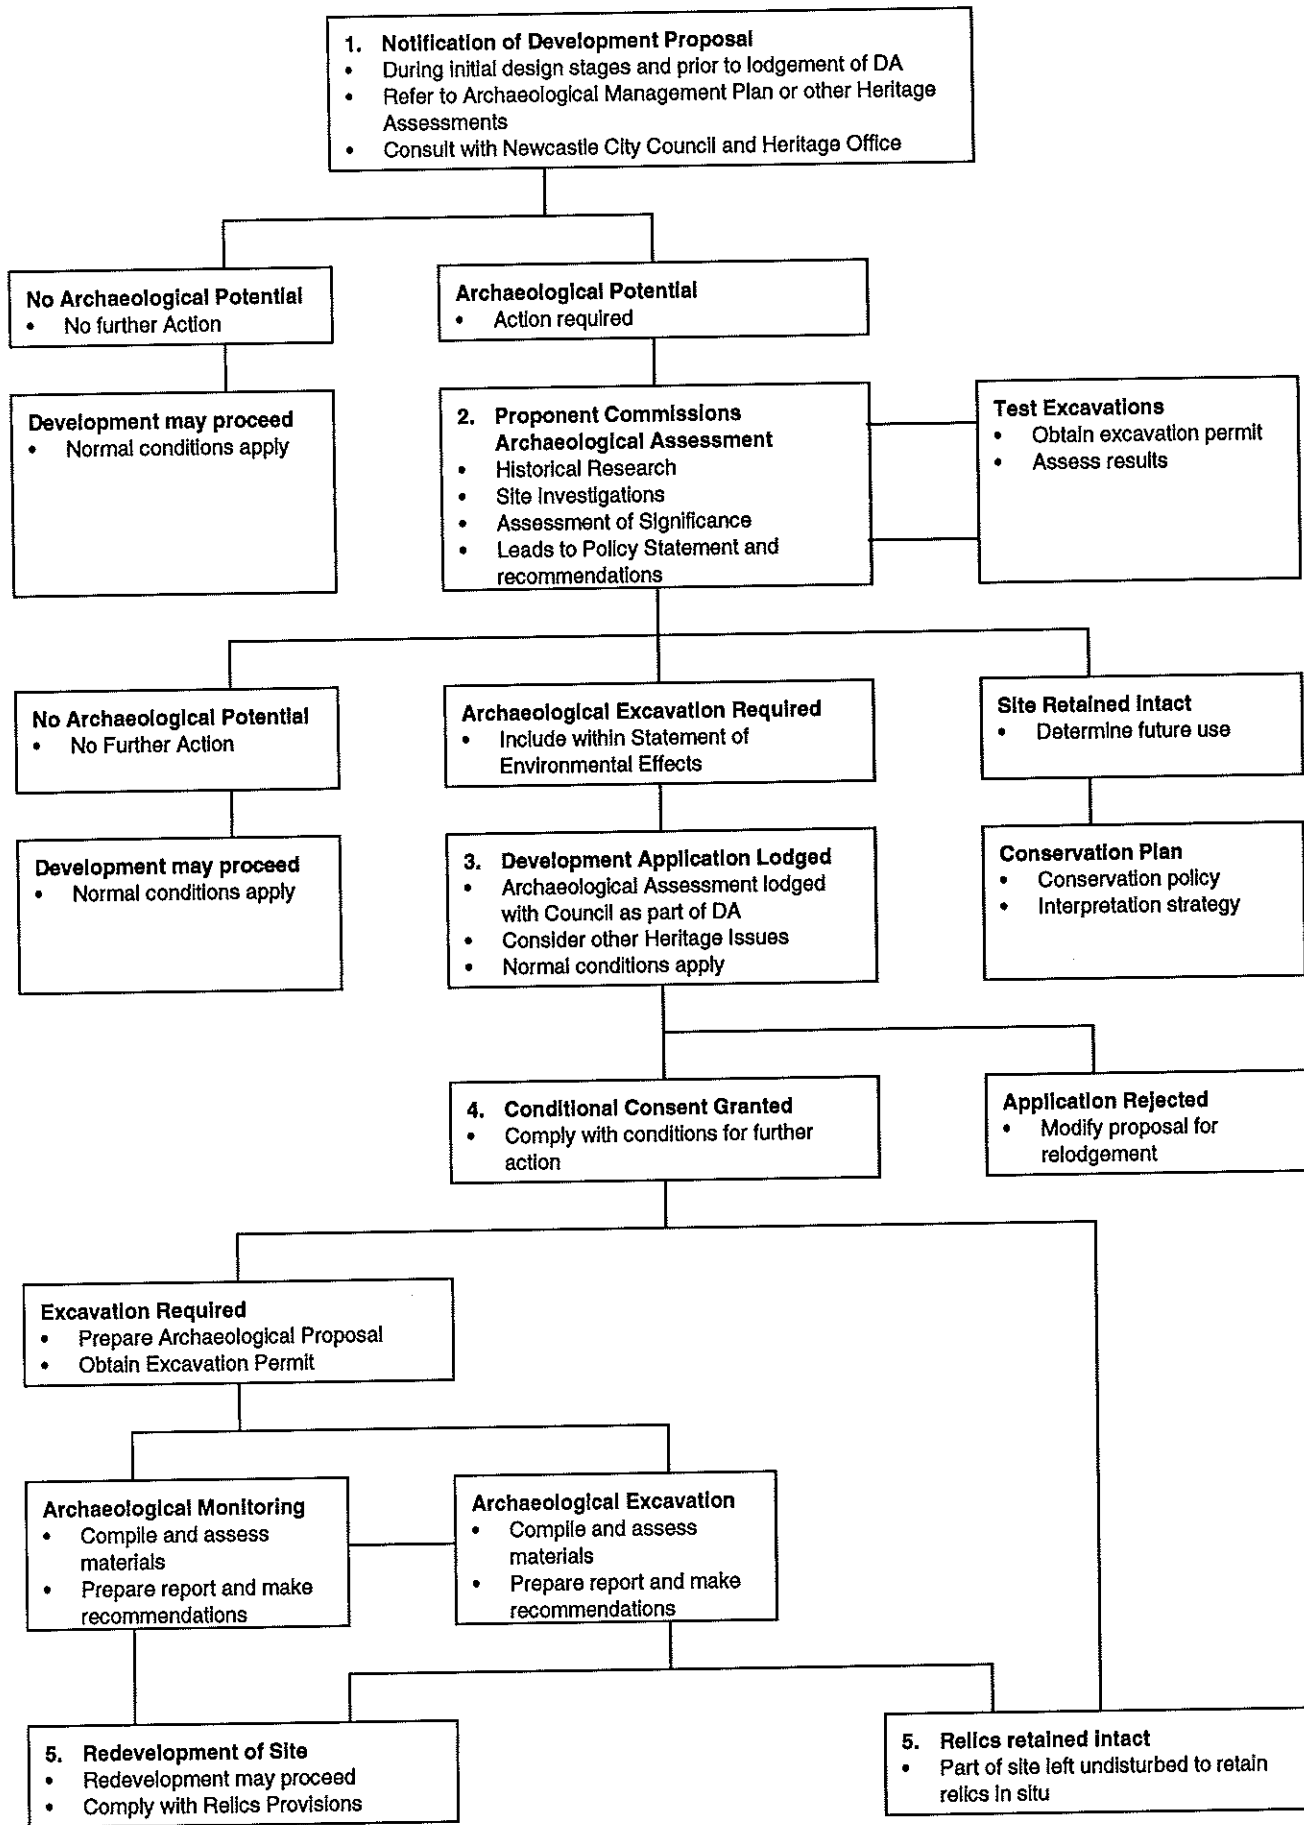 1. Notification of Development Proposal
• During initial design stages and prior to lodgement of DA
• Refer to Archaeological Management Plan or other Heritage
Assessments
• Consult with Newcastle City Council and Heritage Office
No Archaeological Potential
• No further Action
Archaeological Potential
• Action required
Development may proceed
• Normal conditions apply
2. Proponent Commissions
Archaeological Assessment
• Historical Research
• Site Investigations
• Assessment of Significance
• Leads to Policy Statement and
recommendations
Test Excavations
• Obtain excavation permit
• Assess results
No Archaeological Potential
• No Further Action
Archaeological Excavation Required
• Include within Statement of
Environmental Effects
Site Retained Intact
• Determine future use
Development may proceed
• Normal conditions apply
3. Development Application Lodged
• Archaeological Assessment lodged
with Council as part of DA
• Consider other Heritage Issues
• Normal conditions apply
Conservation Plan
• Conservation policy
• Interpretation strategy
4. Conditional Consent Granted
• Comply with conditions for further
action
Application Rejected
• Modify proposal for
relodgement
Excavation Required
• Prepare Archaeological Proposal
• Obtain Excavation Permit
Archaeological Monitoring
• Compile and assess
materials
• Prepare report and make
recommendations
Archaeological Excavation
• Compile and assess
materials
• Prepare report and make
recommendations
5. Redevelopment of Site
• Redevelopment may proceed
• Comply with Relics Provisions
5. Relics retained intact
• Part of site left undisturbed to retain
relics in situ